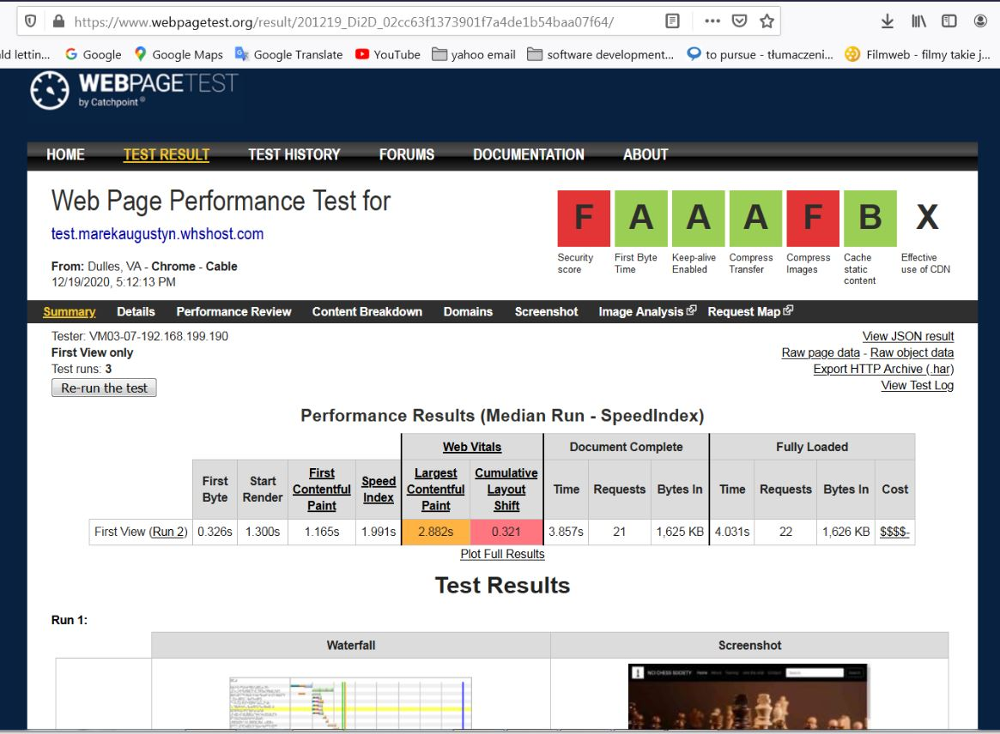 https://www.webpagetest.org/result/201219_Di2D_02cc63f1373901f7a4de1b54baa07f64/
ld lettin... Google Google Maps Google Translate YouTube yahoo email software development... to pursue - tłumaczeni... Filmweb - filmy takie j...
WEBPAGETEST
by Catchpoint®
HOME TEST RESULT TEST HISTORY FORUMS DOCUMENTATION ABOUT
Web Page Performance Test for
test.marekaugustyn.whshost.com
From: Dulles, VA - Chrome - Cable
12/19/2020, 5:12:13 PM
F A A A F B X
Security score
First Byte Time
Keep-alive Enabled
Compress Transfer
Compress Images
Cache static content
Effective use of CDN
Summary Details Performance Review Content Breakdown Domains Screenshot Image Analysis Request Map
Tester: VM03-07-192.168.199.190
First View only
Test runs: 3
Re-run the test
View JSON result
Raw page data - Raw object data
Export HTTP Archive (.har)
View Test Log
Performance Results (Median Run - SpeedIndex)
Web Vitals Document Complete Fully Loaded
First Byte Start Render First Contentful Paint Speed Index Largest Contentful Paint Cumulative Layout Shift Time Requests Bytes In Time Requests Bytes In Cost
First View (Run 2) 0.326s 1.300s 1.165s 1.991s 2.882s 0.321 3.857s 21 1,625 KB 4.031s 22 1,626 KB $$$$-
Plot Full Results
Test Results
Run 1:
Waterfall Screenshot
NCI CHESS SOCIETY Home